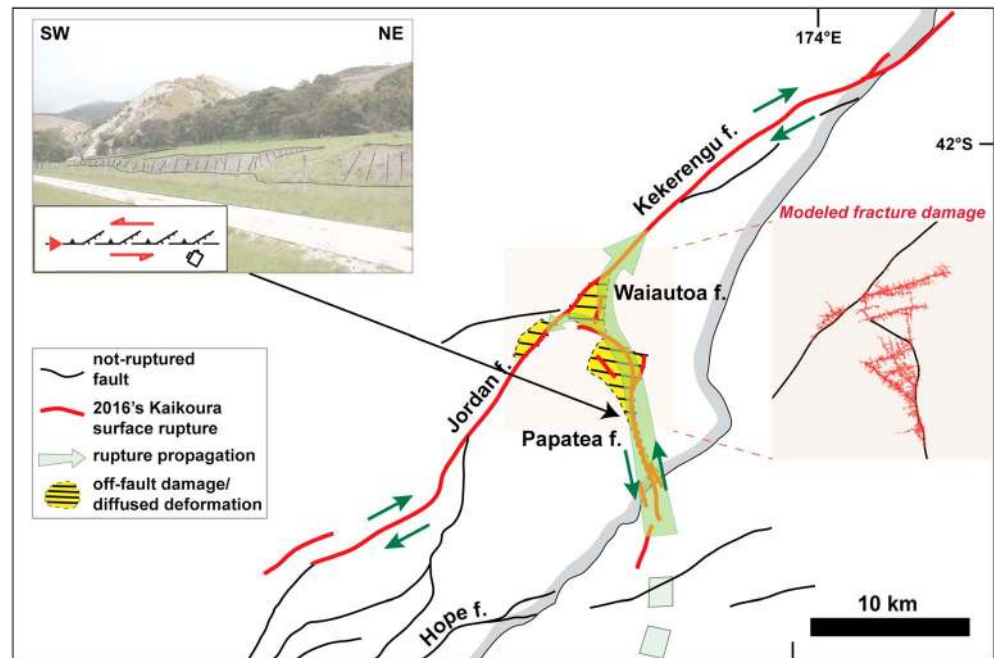 SW
NE
174°E
42°S
Kekerengu f.
Modeled fracture damage
Waiautoa f.
Jordan f.
Papatea f.
not-ruptured
fault
2016's Kaikoura
surface rupture
rupture propagation
off-fault damage/
diffused deformation
Hope f.
10 km